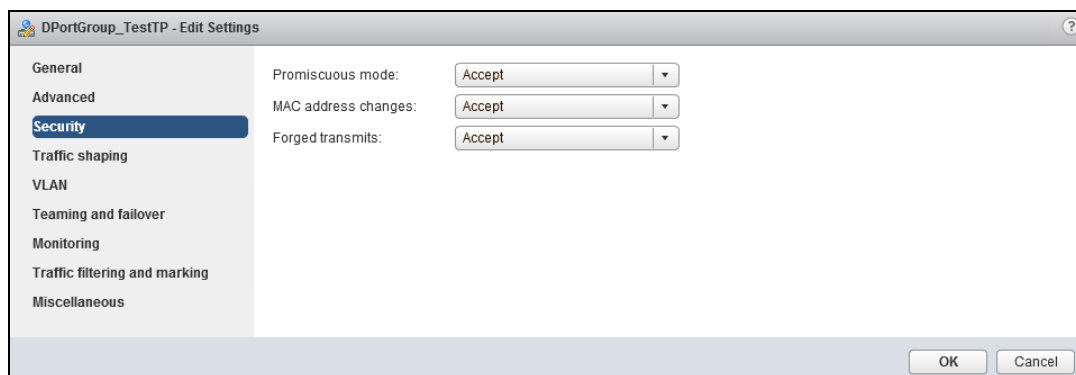 DPortGroup_TestTP - Edit Settings
?
General
Advanced
Security
Traffic shaping
VLAN
Teaming and failover
Monitoring
Traffic filtering and marking
Miscellaneous
Promiscuous mode: Accept
MAC address changes: Accept
Forged transmits: Accept
OK Cancel